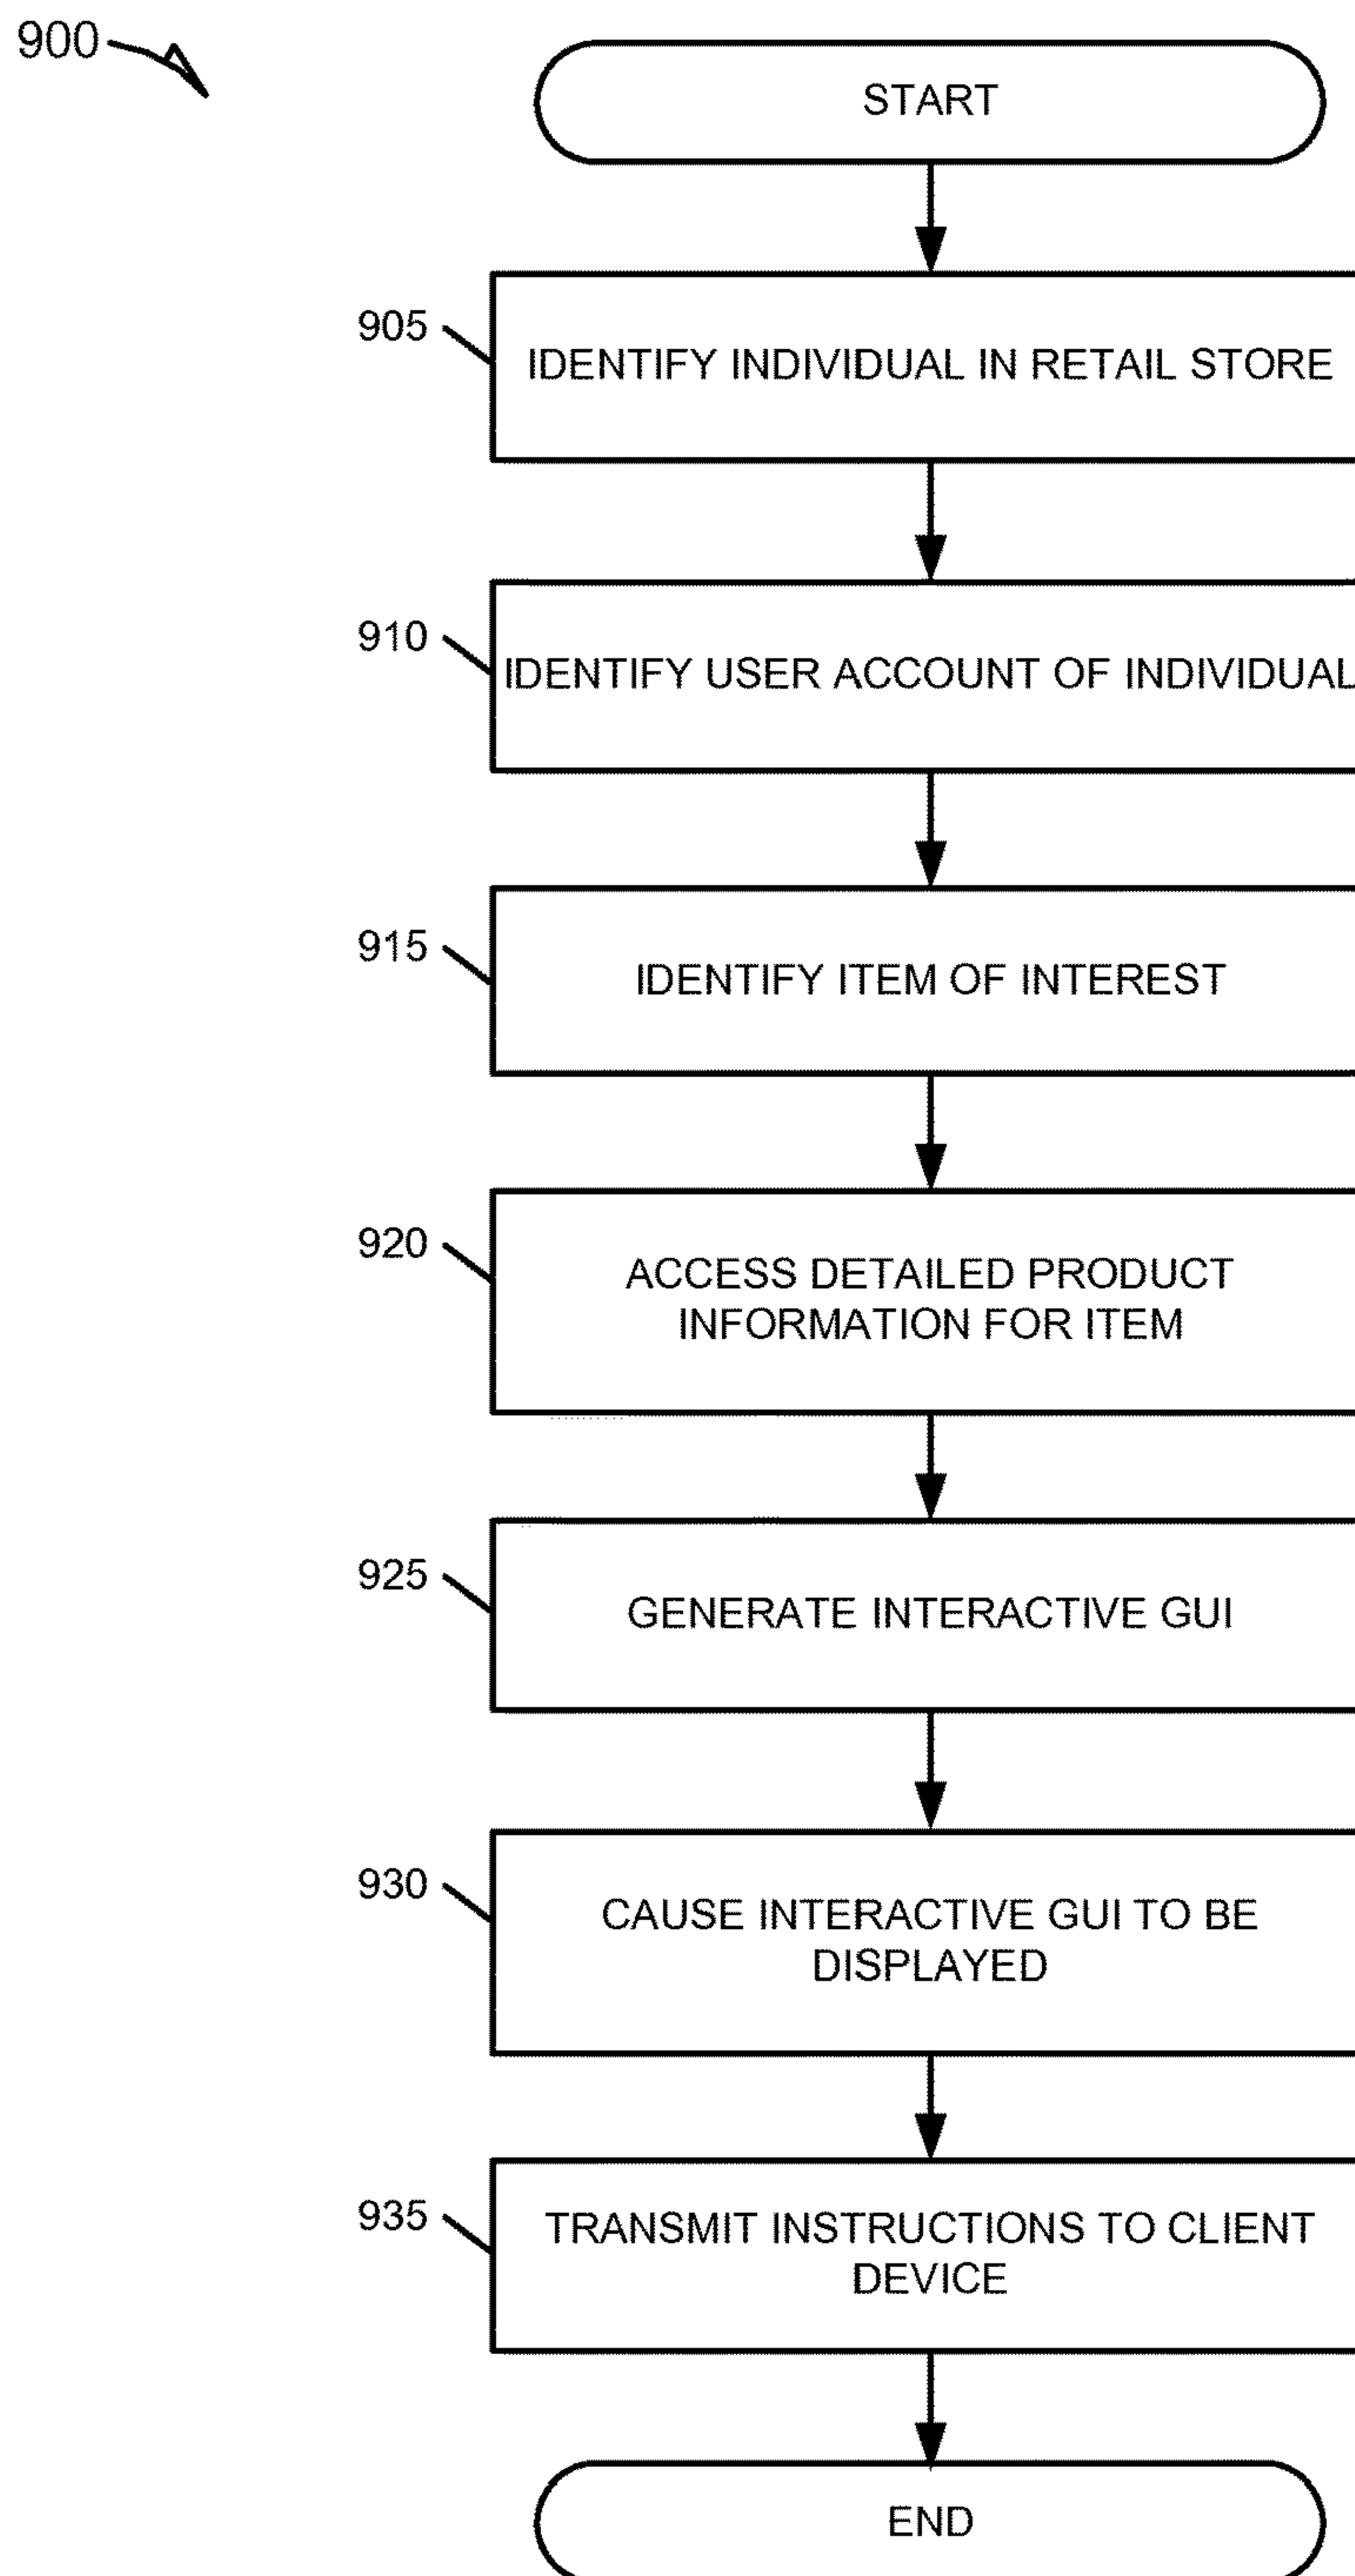 900
START
905
IDENTIFY INDIVIDUAL IN RETAIL STORE
910
IDENTIFY USER ACCOUNT OF INDIVIDUAL
915
IDENTIFY ITEM OF INTEREST
920
ACCESS DETAILED PRODUCT
INFORMATION FOR ITEM
925
GENERATE INTERACTIVE GUI
930
CAUSE INTERACTIVE GUI TO BE
DISPLAYED
935
TRANSMIT INSTRUCTIONS TO CLIENT
DEVICE
END